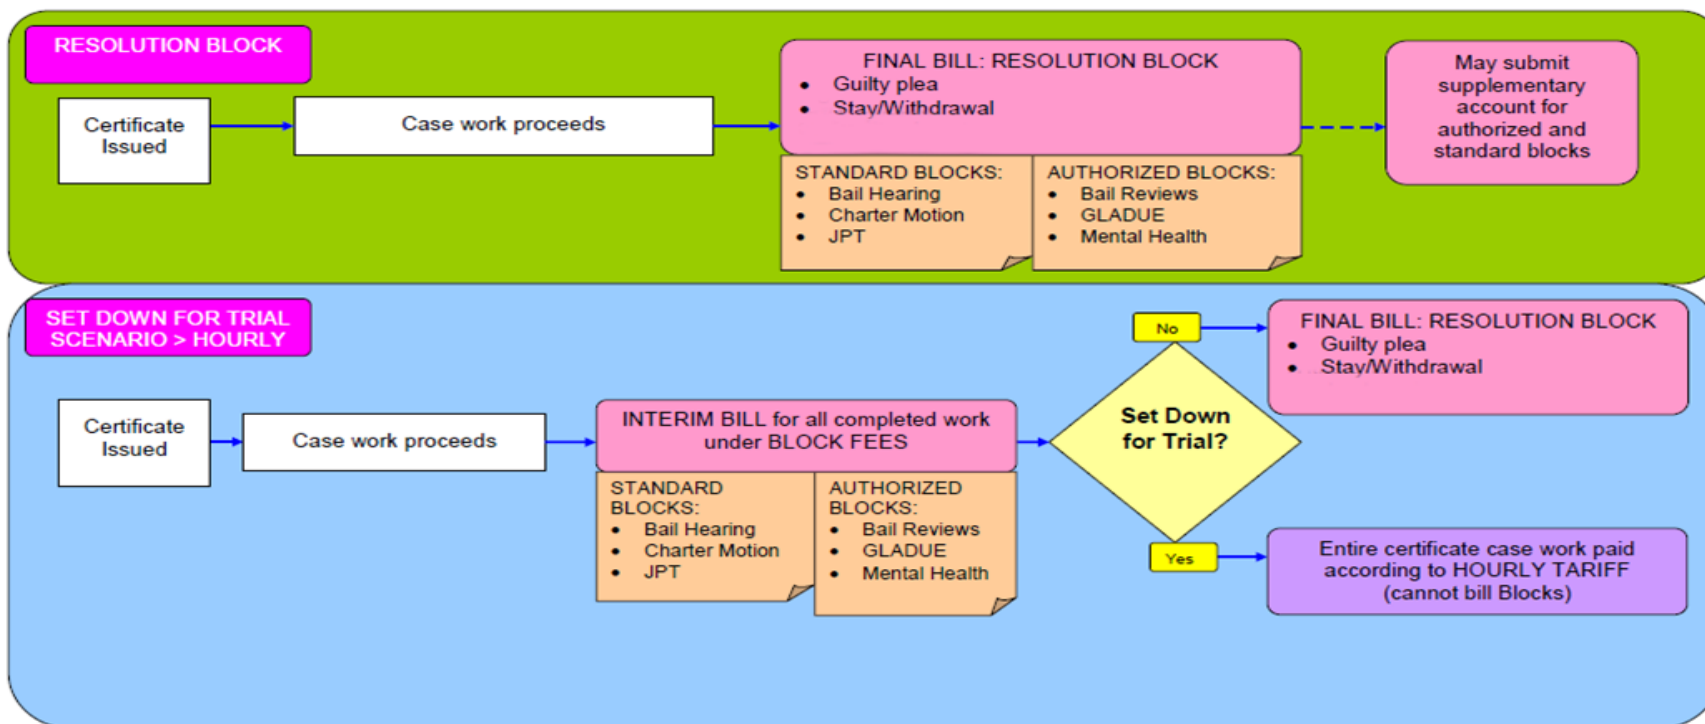 RESOLUTION BLOCK
Certificate
Issued
Case work proceeds
FINAL BILL: RESOLUTION BLOCK
• Guilty plea
• Stay/Withdrawal
May submit
supplementary
account for
authorized and
standard blocks
STANDARD BLOCKS:
• Bail Hearing
• Charter Motion
• JPT
AUTHORIZED BLOCKS:
• Bail Reviews
• GLADUE
• Mental Health
SET DOWN FOR TRIAL
SCENARIO > HOURLY
Certificate
Issued
Case work proceeds
INTERIM BILL for all completed work
under BLOCK FEES
STANDARD
BLOCKS:
• Bail Hearing
• Charter Motion
• JPT
AUTHORIZED
BLOCKS:
• Bail Reviews
• GLADUE
• Mental Health
Set Down
for Trial?
No
FINAL BILL: RESOLUTION BLOCK
• Guilty plea
• Stay/Withdrawal
Yes
Entire certificate case work paid
according to HOURLY TARIFF
(cannot bill Blocks)